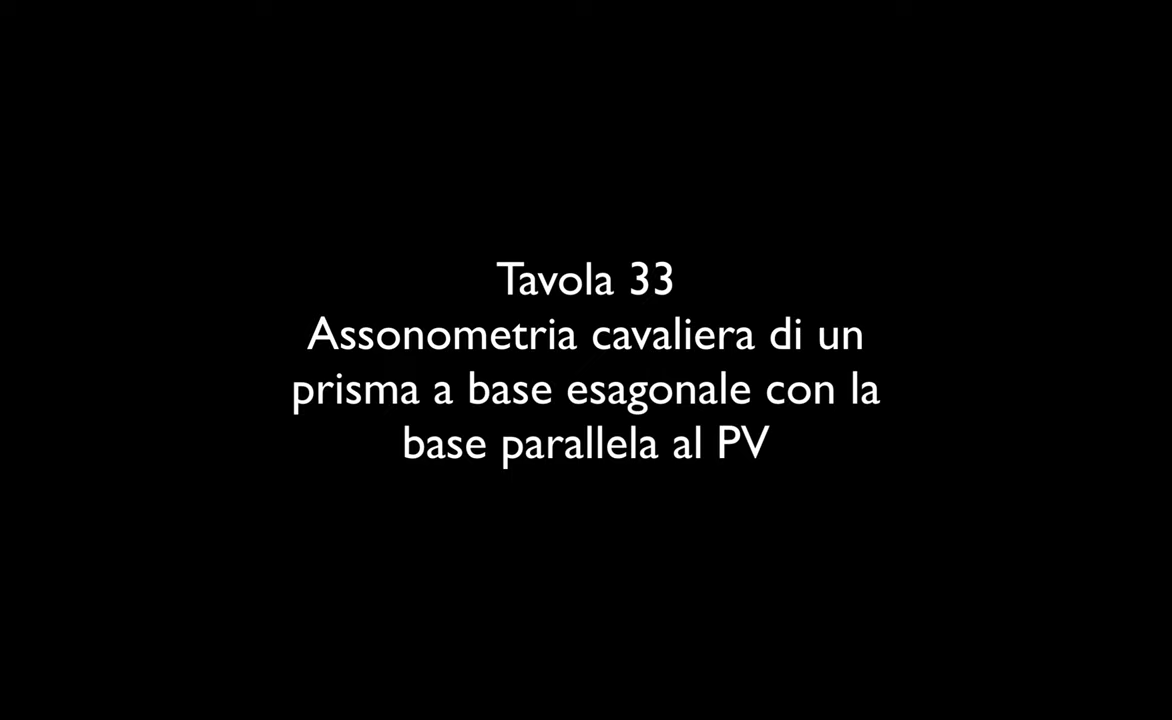 Tavola 33
Assonometria cavaliera di un
prisma a base esagonale con la
base parallela al PV